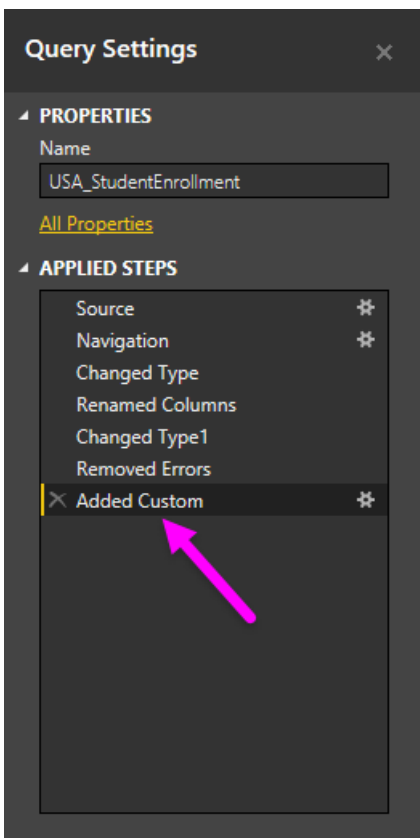 Query Settings
PROPERTIES
Name
USA_StudentEnrollment
All Properties
APPLIED STEPS
Source
Navigation
Changed Type
Renamed Columns
Changed Type1
Removed Errors
Added Custom